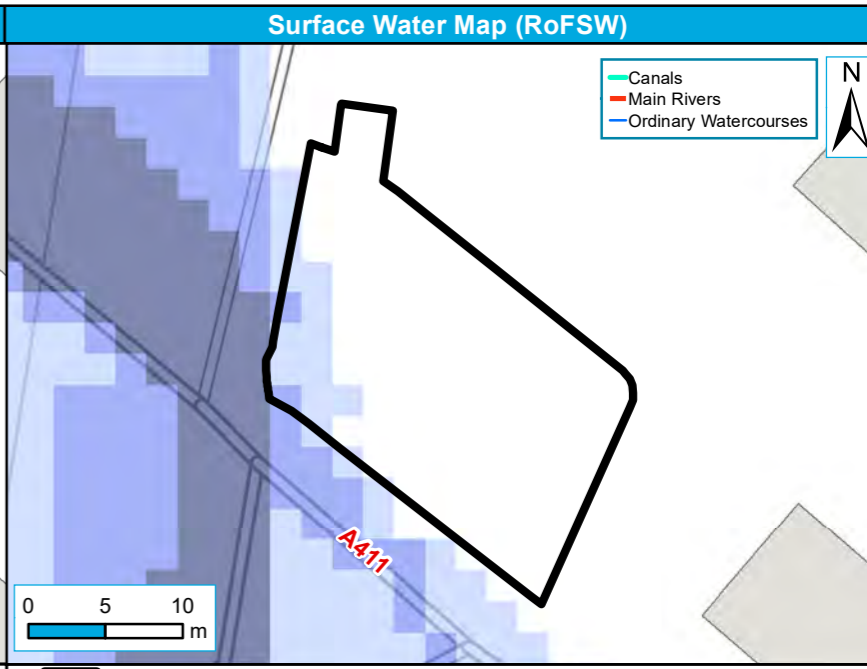 Surface Water Map (RoFSW)
Canals
Main Rivers
Ordinary Watercourses
N
A411
0 5 10
m